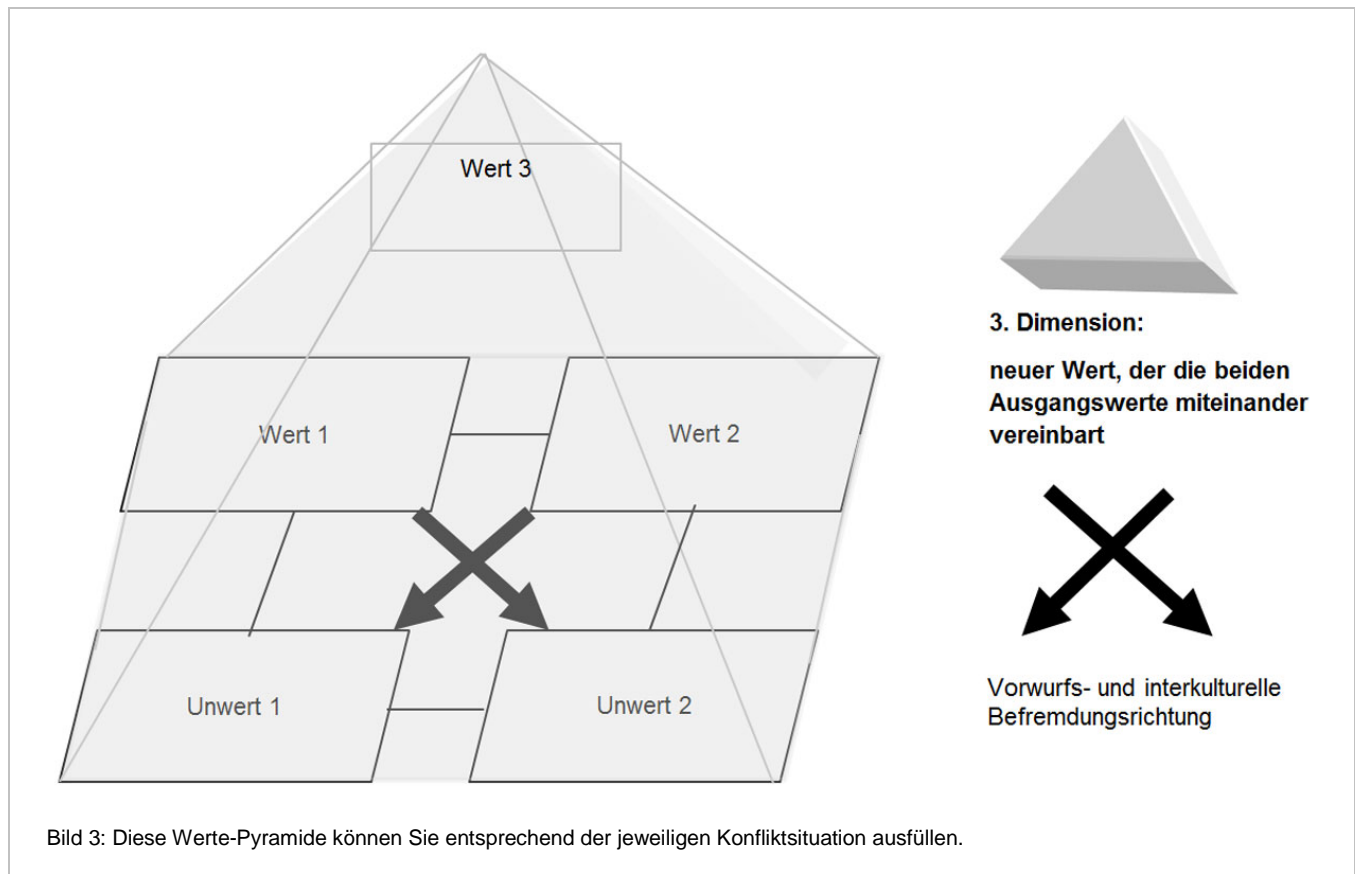 Wert 3
Wert 1
Wert 2
Unwert 1
Unwert 2
3. Dimension:
neuer Wert, der die beiden
Ausgangswerte miteinander
vereinbart
Vorwurfs- und interkulturelle
Befremdungsrichtung
Bild 3: Diese Werte-Pyramide können Sie entsprechend der jeweiligen Konfliktsituation ausfüllen.